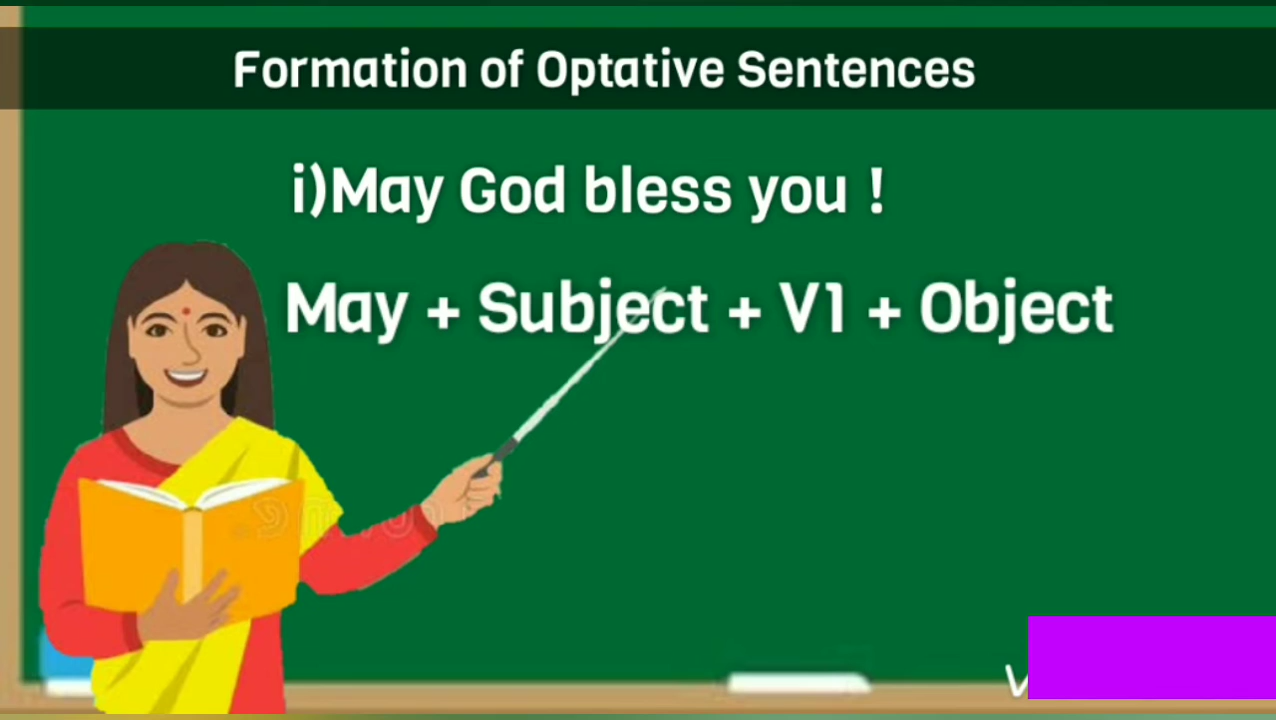 Formation of Optative Sentences
i)May God bless you !
May + Subject + V1 + Object